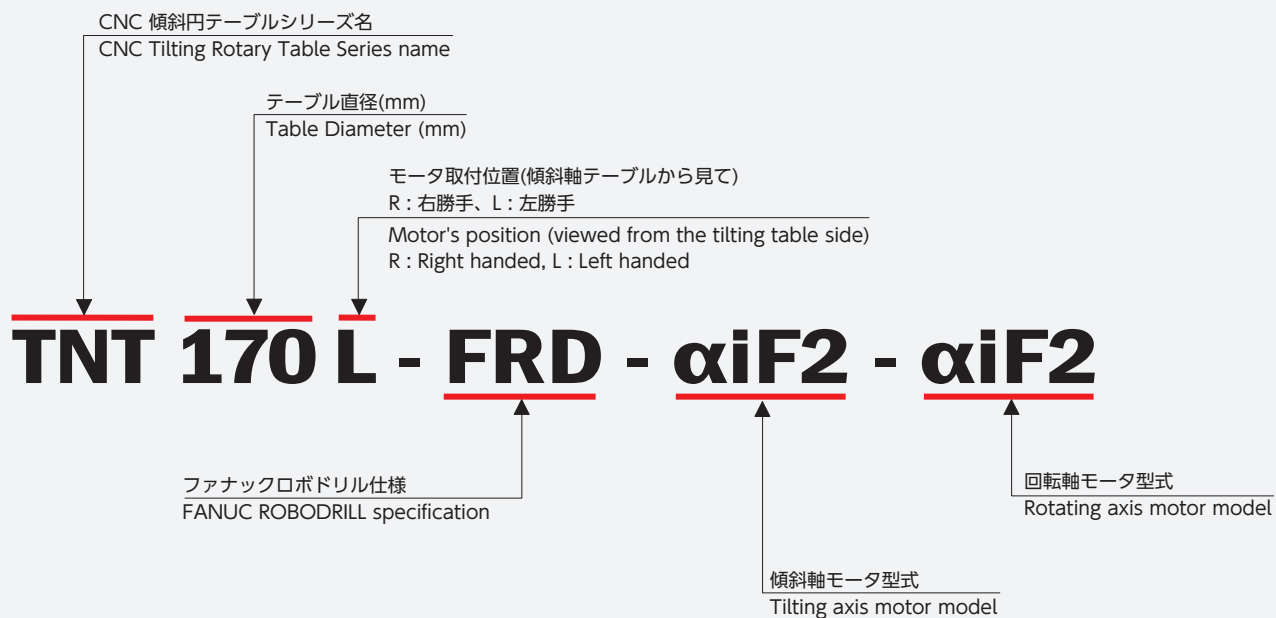 CNC 傾斜円テーブルシリーズ名
CNC Tilting Rotary Table Series name
テーブル直径(mm)
Table Diameter (mm)
モータ取付位置(傾斜軸テーブルから見て)
R : 右勝手、L : 左勝手
Motor's position (viewed from the tilting table side)
R : Right handed, L : Left handed
TNT 170 L - FRD - αiF2 - αiF2
ファナックロボドリル仕様
FANUC ROBODRILL specification
回転軸モータ型式
Rotating axis motor model
傾斜軸モータ型式
Tilting axis motor model